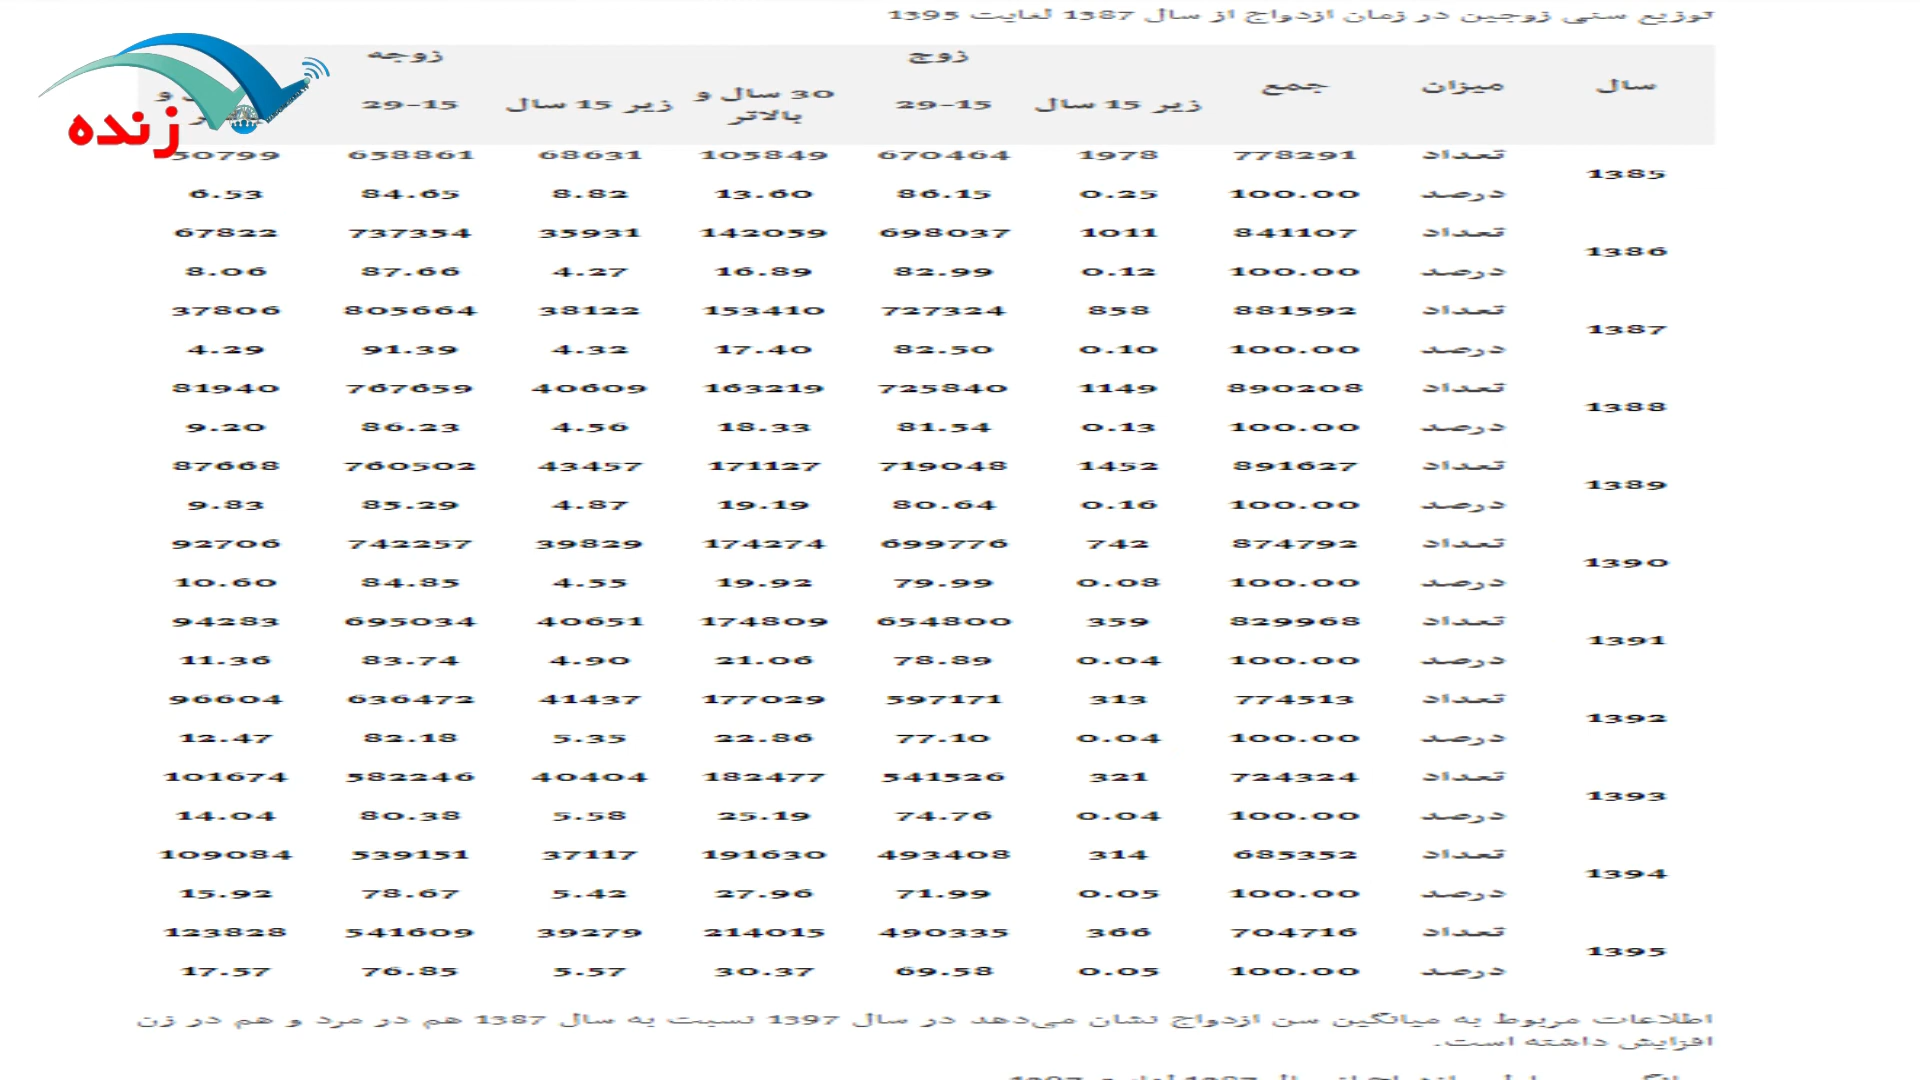 توزیع سنی زوجین در زمان ازدواج از سال 1387 لغایت 1395
زوج زوجه
سال میزان جمع زیر 15 سال 15-29 30 سال و بالاتر زیر 15 سال 15-29 و
زنده
1385 تعداد 778291 1978 670464 105849 68631 658861 50799
درصد 100.00 0.25 86.15 13.60 8.82 84.65 6.53
1386 تعداد 841107 1011 698037 142059 35931 737354 67822
درصد 100.00 0.12 82.99 16.89 4.27 87.66 8.06
1387 تعداد 881592 858 727324 153410 38122 805664 37806
درصد 100.00 0.10 82.50 17.40 4.32 91.39 4.29
1388 تعداد 890208 1149 725840 163219 40609 767659 81940
درصد 100.00 0.13 81.54 18.33 4.56 86.23 9.20
1389 تعداد 891627 1452 719048 171127 43457 760502 87668
درصد 100.00 0.16 80.64 19.19 4.87 85.29 9.83
1390 تعداد 874792 742 699776 174274 39829 742257 92706
درصد 100.00 0.08 79.99 19.92 4.55 84.85 10.60
1391 تعداد 829968 359 654800 174809 40651 695034 94283
درصد 100.00 0.04 78.89 21.06 4.90 83.74 11.36
1392 تعداد 774513 313 597171 177029 41437 636472 96604
درصد 100.00 0.04 77.10 22.86 5.35 82.18 12.47
1393 تعداد 724324 321 541526 182477 40404 582246 101674
درصد 100.00 0.04 74.76 25.19 5.58 80.38 14.04
1394 تعداد 685352 314 493408 191630 37117 539151 109084
درصد 100.00 0.05 71.99 27.96 5.42 78.67 15.92
1395 تعداد 704716 366 490335 214015 39279 541609 123828
درصد 100.00 0.05 69.58 30.37 5.57 76.85 17.57
اطلاعات مربوط به میانگین سن ازدواج نشان می‌دهد در سال 1397 نسبت به سال 1387 هم در مرد و هم در زن
افزایش داشته است.